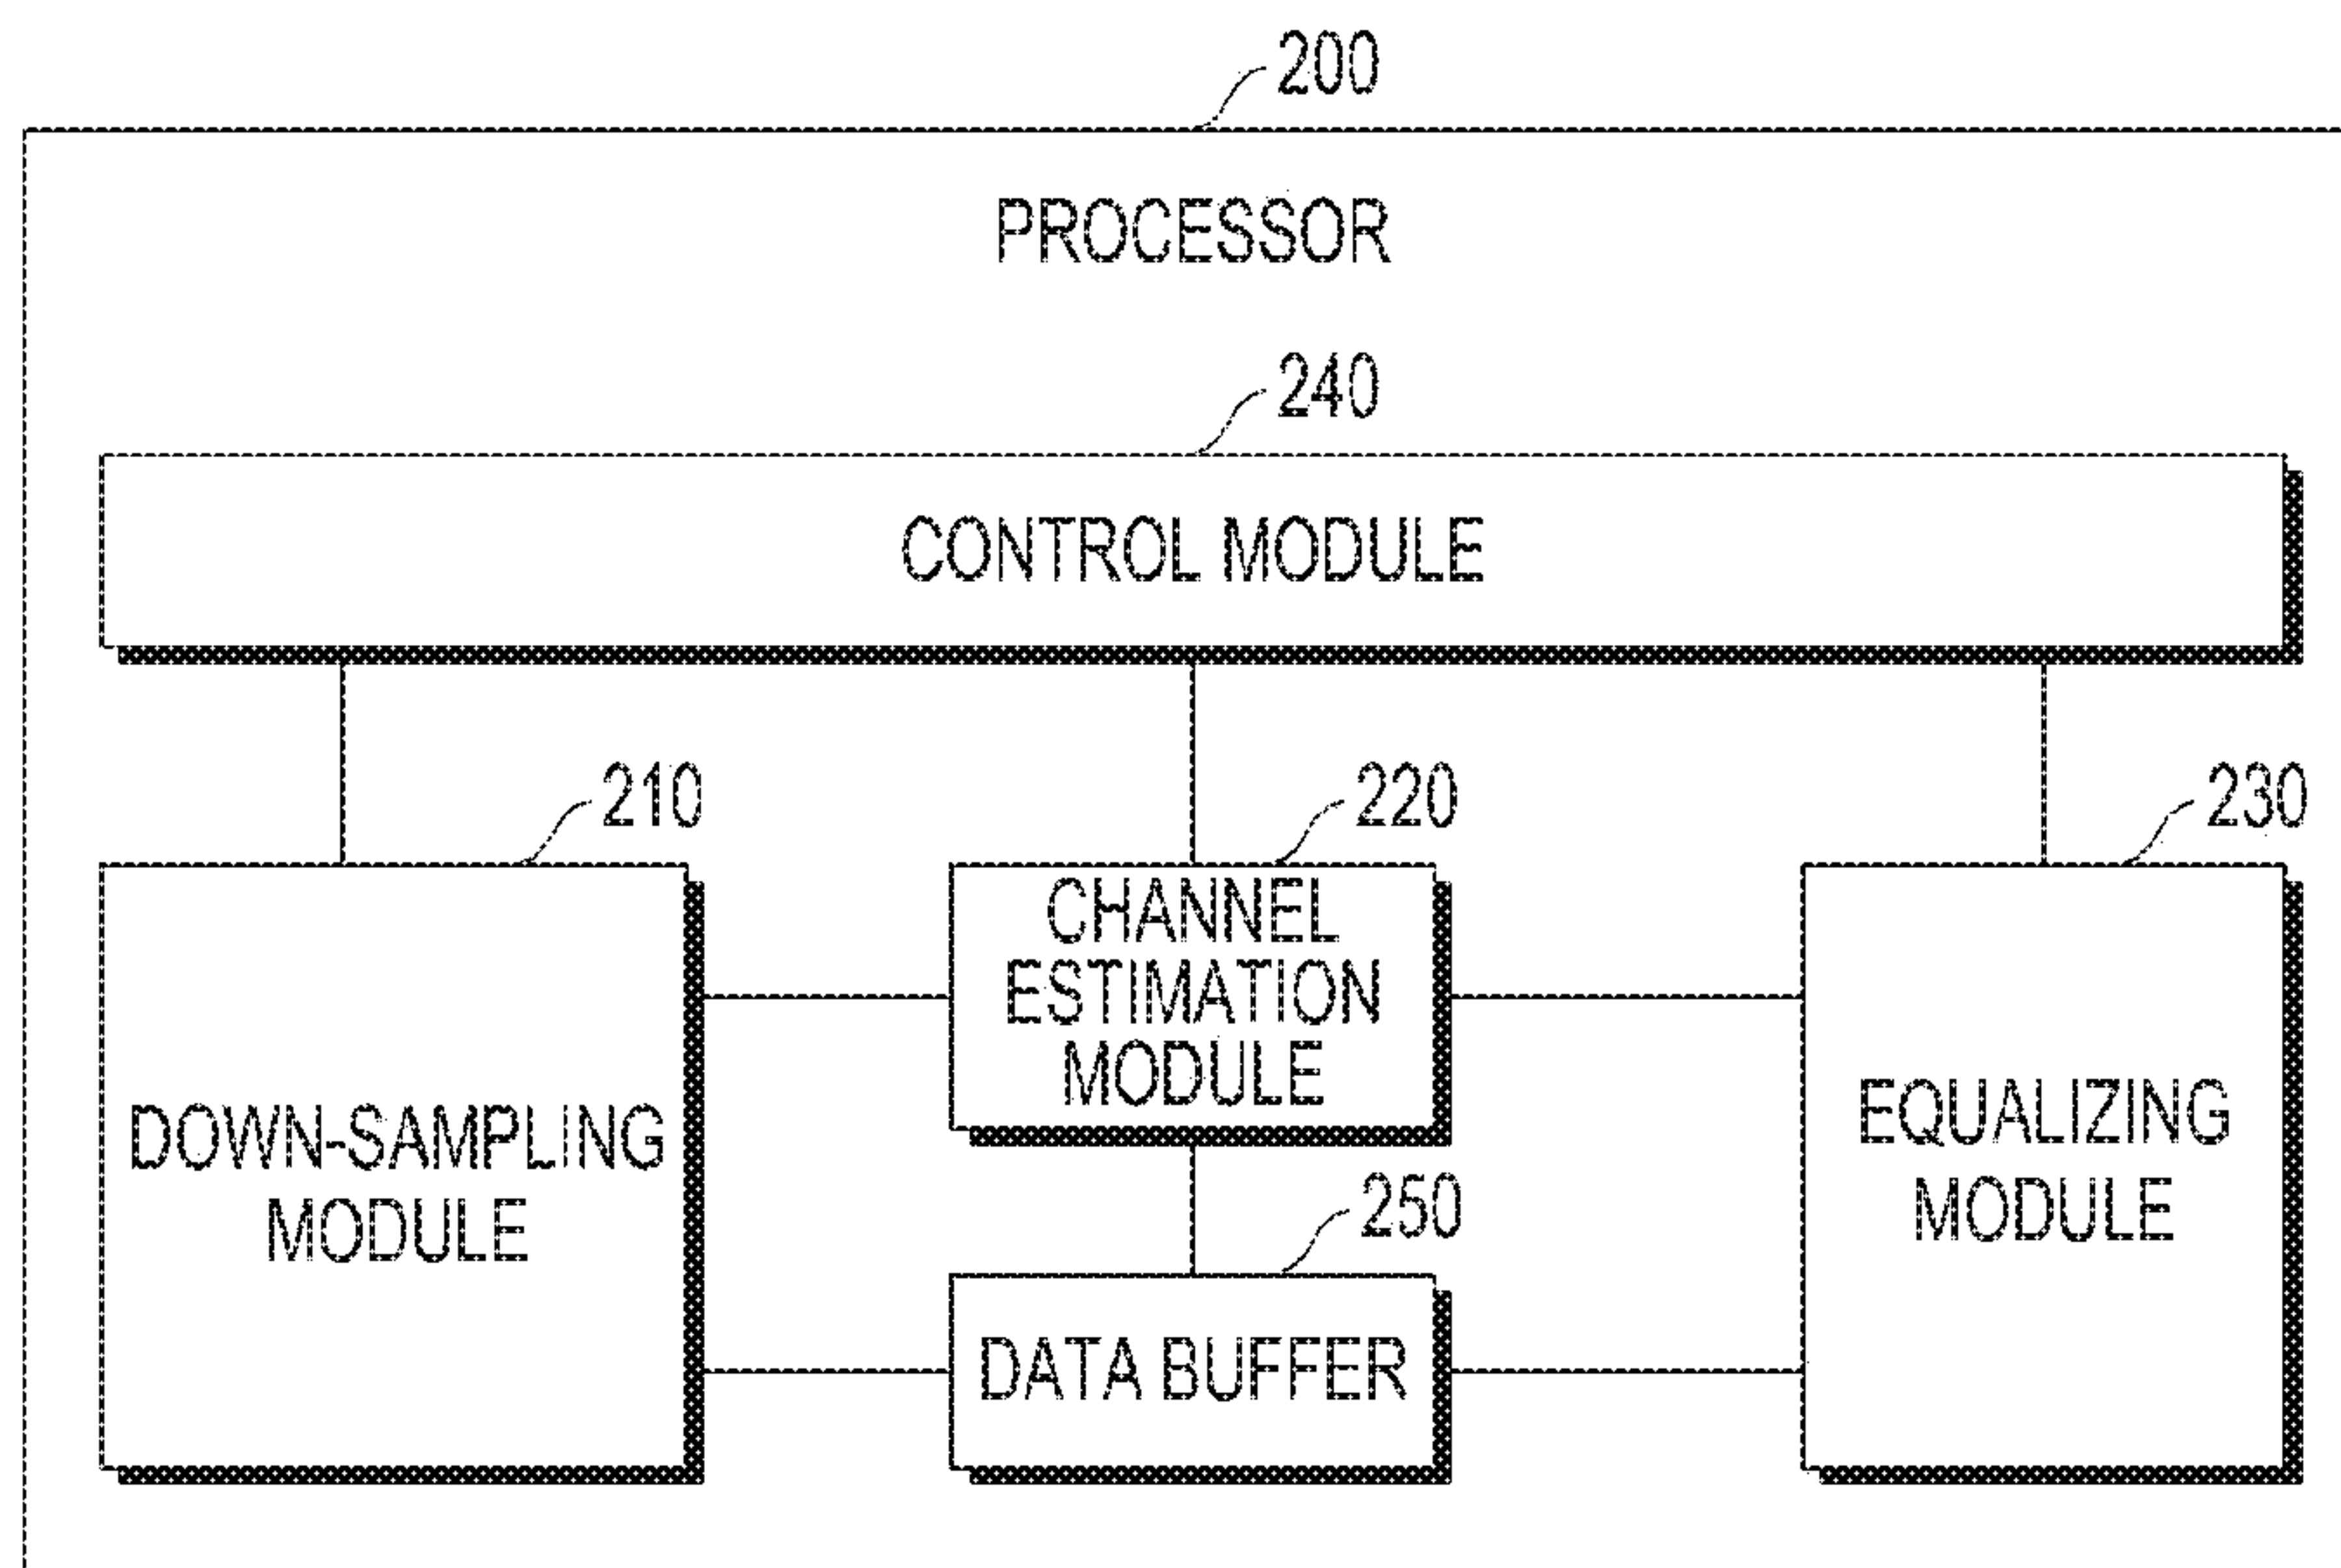 200
PROCESSOR
240
CONTROL MODULE
210
220
230
CHANNEL
ESTIMATION
MODULE
DOWN-SAMPLING
MODULE
EQUALIZING
MODULE
250
DATA BUFFER